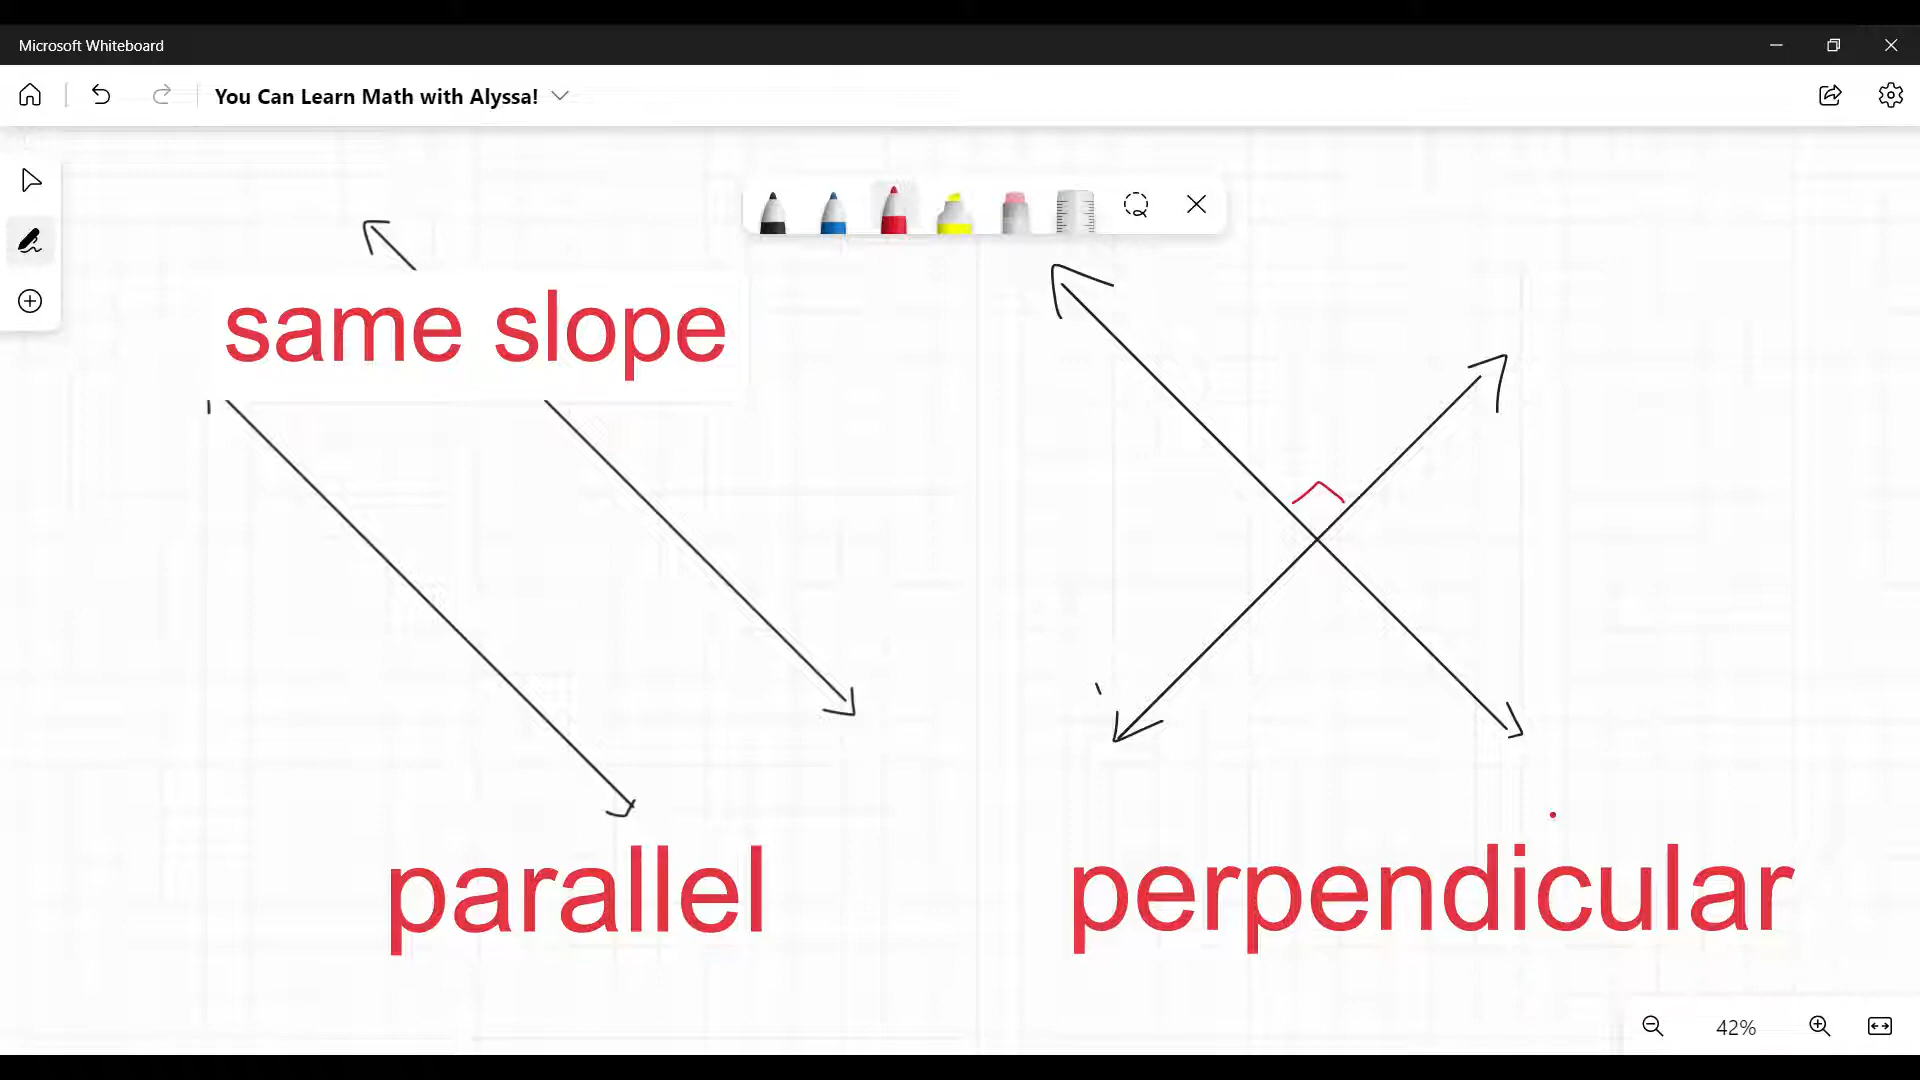 Microsoft Whiteboard
You Can Learn Math with Alyssa!
same slope
parallel
perpendicular
42%